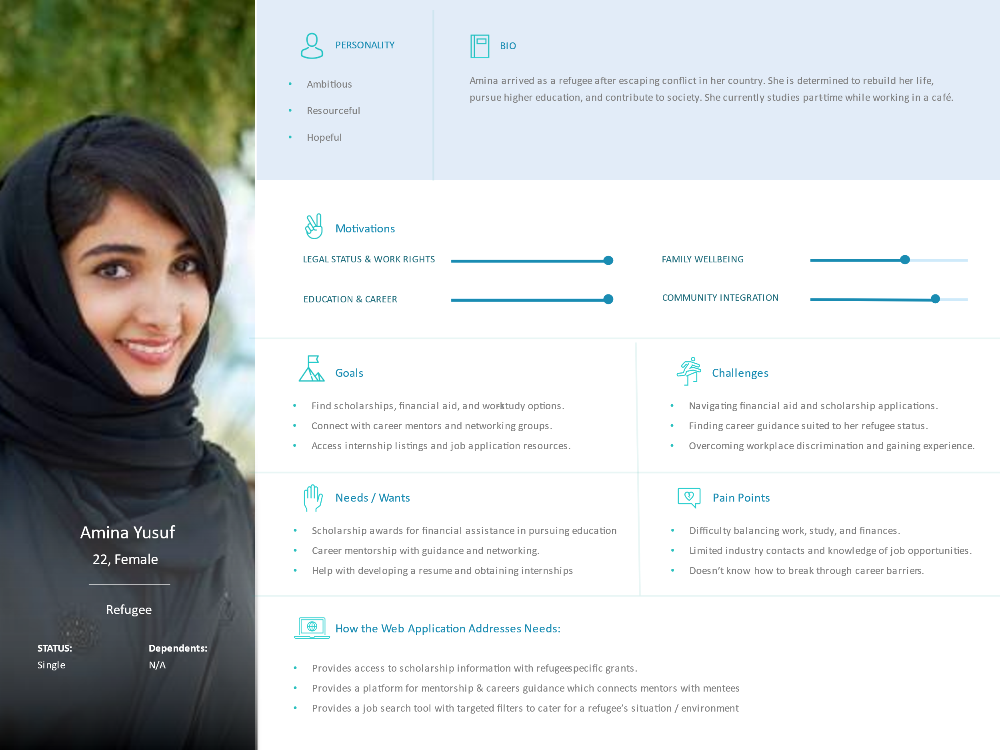 PERSONALITY
Ambitious
Resourceful
Hopeful
BIO
Amina arrived as a refugee after escaping conflict in her country. She is determined to rebuild her life,
pursue higher education, and contribute to society. She currently studies part-time while working in a café.
Motivations
LEGAL STATUS & WORK RIGHTS
FAMILY WELLBEING
EDUCATION & CAREER
COMMUNITY INTEGRATION
Goals
Find scholarships, financial aid, and work-study options.
Connect with career mentors and networking groups.
Access internship listings and job application resources.
Challenges
Navigating financial aid and scholarship applications.
Finding career guidance suited to her refugee status.
Overcoming workplace discrimination and gaining experience.
Needs / Wants
Scholarship awards for financial assistance in pursuing education
Career mentorship with guidance and networking.
Help with developing a resume and obtaining internships
Pain Points
Difficulty balancing work, study, and finances.
Limited industry contacts and knowledge of job opportunities.
Doesn't know how to break through career barriers.
How the Web Application Addresses Needs:
Provides access to scholarship information with refugee-specific grants.
Provides a platform for mentorship & careers guidance which connects mentors with mentees
Provides a job search tool with targeted filters to cater for a refugee's situation / environment
Amina Yusuf
22, Female
Refugee
STATUS:
Single
Dependents:
N/A